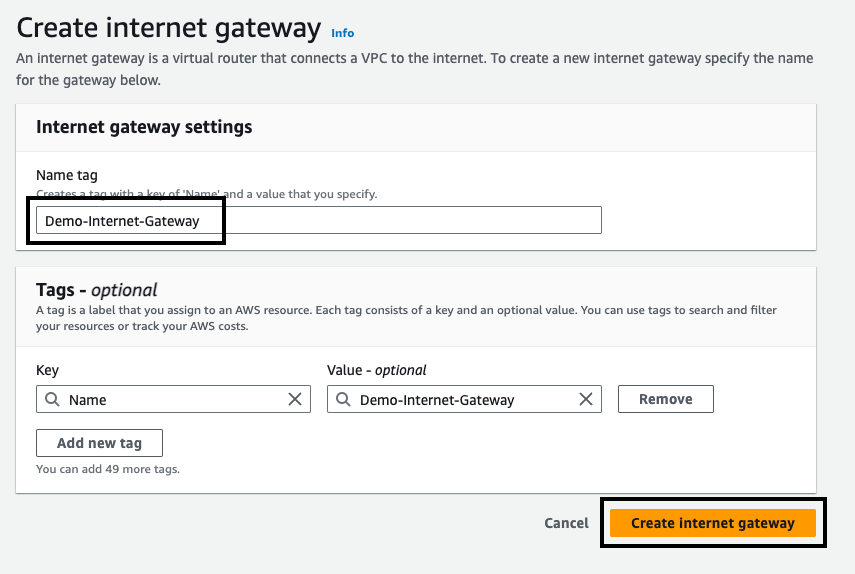 Create internet gateway Info
An internet gateway is a virtual router that connects a VPC to the internet. To create a new internet gateway specify the name
for the gateway below.
Internet gateway settings
Name tag
Creates a tag with a key of 'Name' and a value that you specify.
Demo-Internet-Gateway
Tags - optional
A tag is a label that you assign to an AWS resource. Each tag consists of a key and an optional value. You can use tags to search and filter
your resources or track your AWS costs.
Key
Value - optional
Name
Demo-Internet-Gateway
Remove
Add new tag
You can add 49 more tags.
Cancel
Create internet gateway